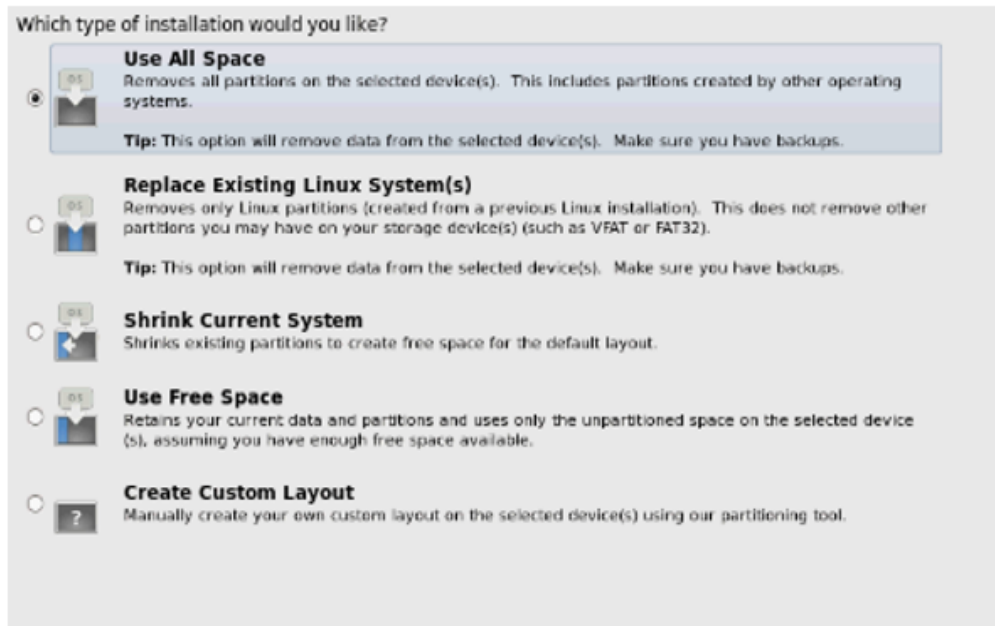 Which type of installation would you like?
Use All Space
Removes all partitions on the selected device(s). This includes partitions created by other operating
systems.
Tip: This option will remove data from the selected device(s). Make sure you have backups.
Replace Existing Linux System(s)
Removes only Linux partitions (created from a previous Linux installation). This does not remove other
partitions you may have on your storage device(s) (such as VFAT or FAT32).
Tip: This option will remove data from the selected device(s). Make sure you have backups.
Shrink Current System
Shrinks existing partitions to create free space for the default layout.
Use Free Space
Retains your current data and partitions and uses only the unpartitioned space on the selected device
(s), assuming you have enough free space available.
Create Custom Layout
Manually create your own custom layout on the selected device(s) using our partitioning tool.
OS
OS
OS
OS
?